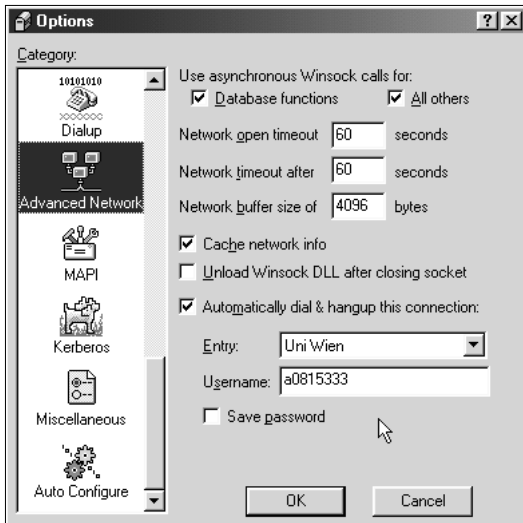 Options
Category:
10101010
Dialup
Advanced Network
MAPI
Kerberos
Miscellaneous
Auto Configure
Use asynchronous Winsock calls for:
Database functions
All others
Network open timeout 60 seconds
Network timeout after 60 seconds
Network buffer size of 4096 bytes
Cache network info
Unload Winsock DLL after closing socket
Automatically dial & hangup this connection:
Entry: Uni Wien
Username: a0815333
Save password
OK
Cancel